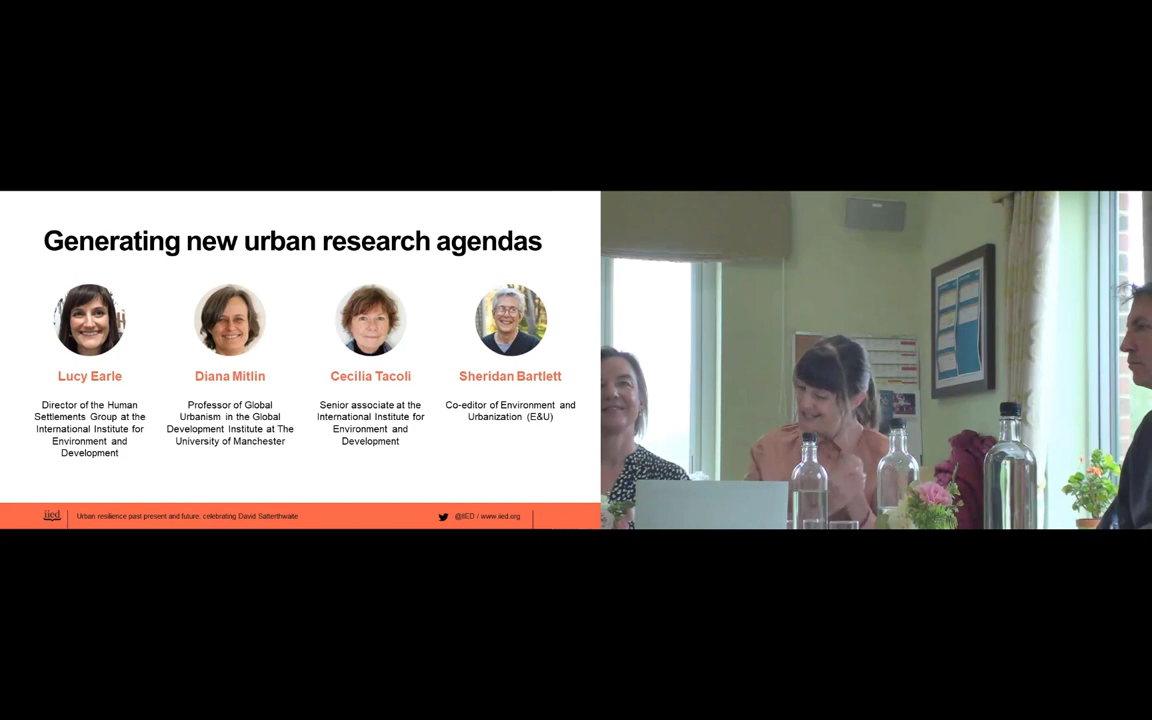 Generating new urban research agendas
Lucy Earle
Director of the Human
Settlements Group at the
International Institute for
Environment and
Development
Diana Mitlin
Professor of Global
Urbanism in the Global
Development Institute at The
University of Manchester
Cecilia Tacoli
Senior associate at the
International Institute for
Environment and
Development
Sheridan Bartlett
Co-editor of Environment and
Urbanization (E&U)
iied
Urban resilience past present and future: celebrating David Satterthwaite
@IIED / www.iied.org